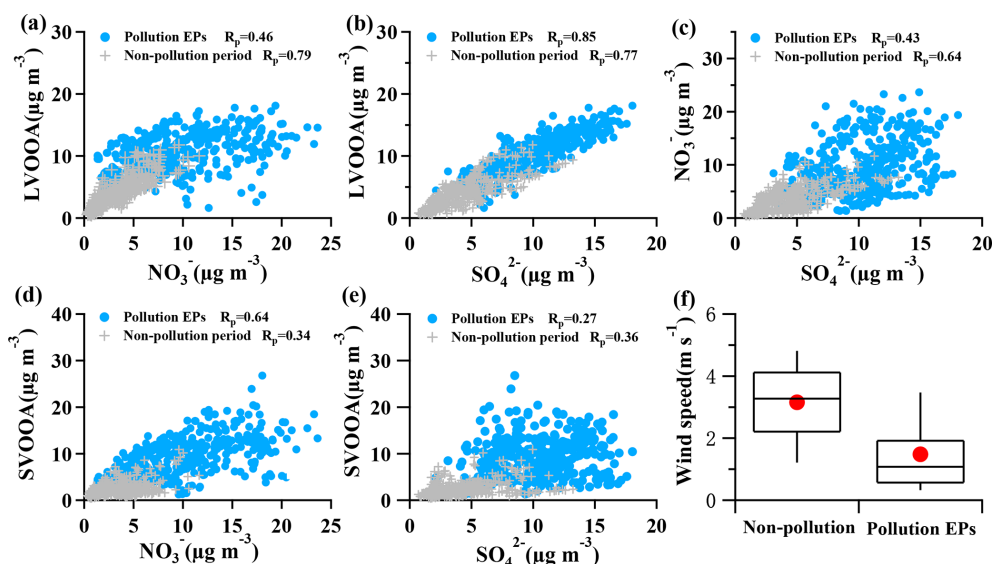 (a)
Pollution EPs R_p=0.46
Non-pollution period R_p=0.79
LVOOA(μg m^-3)
30
20
10
0
0 5 10 15 20 25
NO_3^-(μg m^-3)
(b)
Pollution EPs R_p=0.85
Non-pollution period R_p=0.77
LVOOA(μg m^-3)
30
20
10
0
0 5 10 15 20
SO_4^2-(μg m^-3)
(c)
Pollution EPs R_p=0.43
Non-pollution period R_p=0.64
NO_3^-(μg m^-3)
30
20
10
0
0 5 10 15 20
SO_4^2-(μg m^-3)
(d)
Pollution EPs R_p=0.64
Non-pollution period R_p=0.34
SVOOA(μg m^-3)
40
30
20
10
0
0 5 10 15 20 25
NO_3^-(μg m^-3)
(e)
Pollution EPs R_p=0.27
Non-pollution period R_p=0.36
SVOOA(μg m^-3)
40
30
20
10
0
0 5 10 15 20
SO_4^2-(μg m^-3)
(f)
Wind speed(m s^-1)
6
4
2
0
Non-pollution Pollution EPs